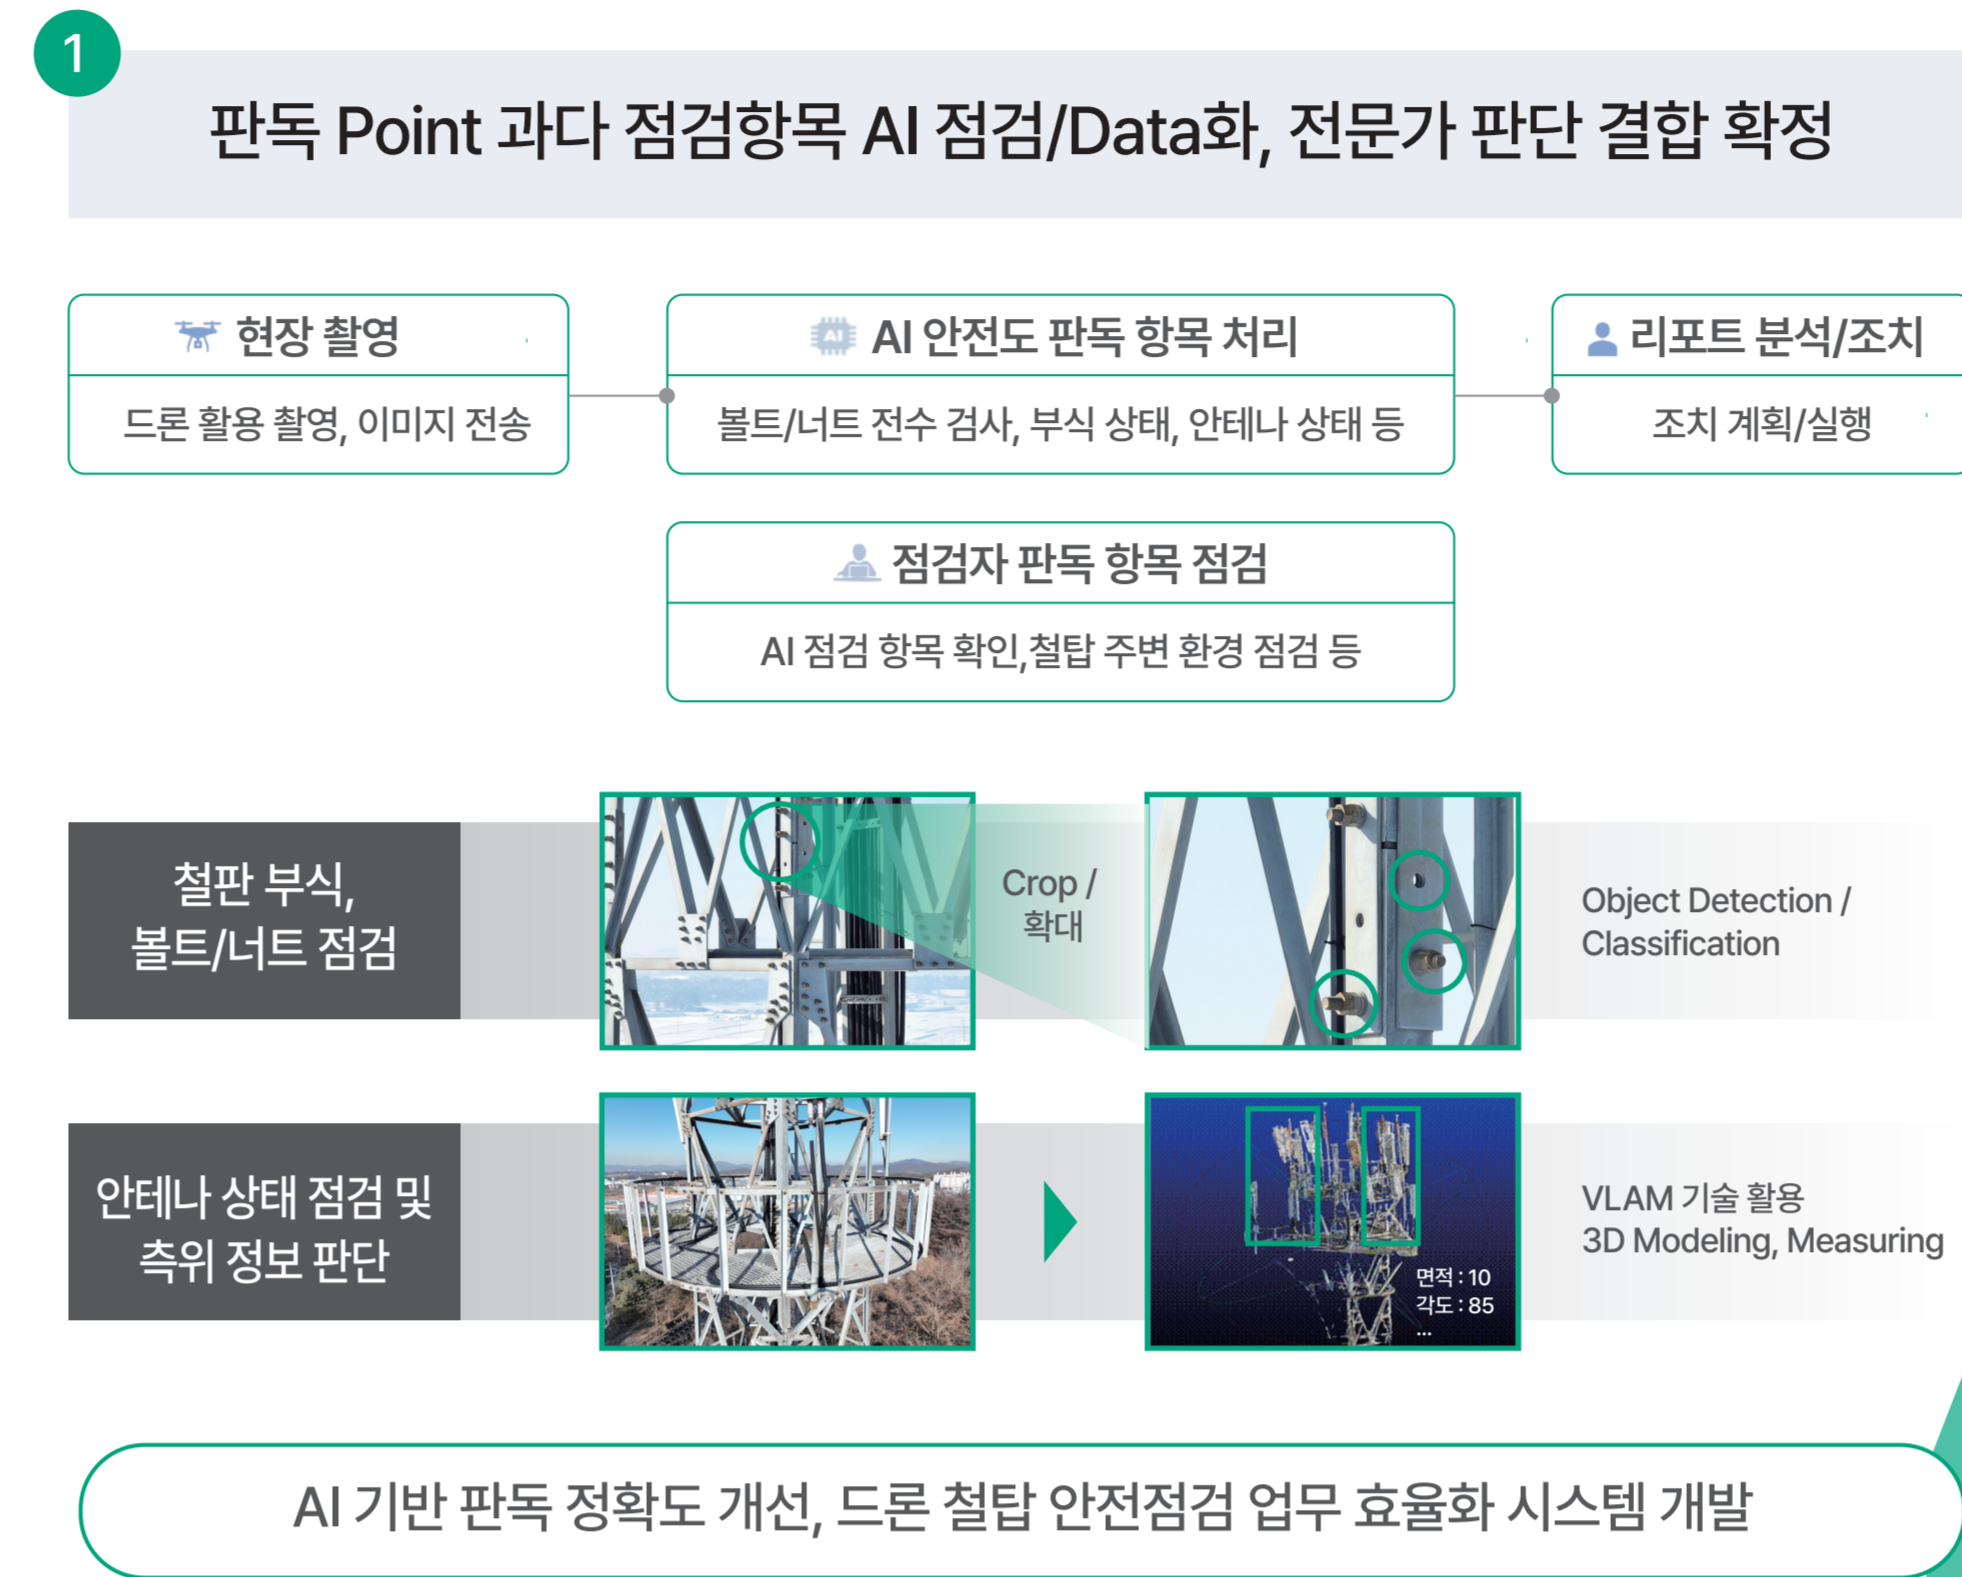 1
판독 Point 과다 점검항목 AI 점검/Data화, 전문가 판단 결합 확정
현장 촬영
드론 활용 촬영, 이미지 전송
AI
AI 안전도 판독 항목 처리
볼트/너트 전수 검사, 부식 상태, 안테나 상태 등
리포트 분석/조치
조치 계획/실행
점검자 판독 항목 점검
AI 점검 항목 확인,철탑 주변 환경 점검 등
철판 부식,
볼트/너트 점검
Crop /
확대
Object Detection /
Classification
안테나 상태 점검 및
측위 정보 판단
면적 : 10
각도 : 85
...
VLAM 기술 활용
3D Modeling, Measuring
AI 기반 판독 정확도 개선, 드론 철탑 안전점검 업무 효율화 시스템 개발